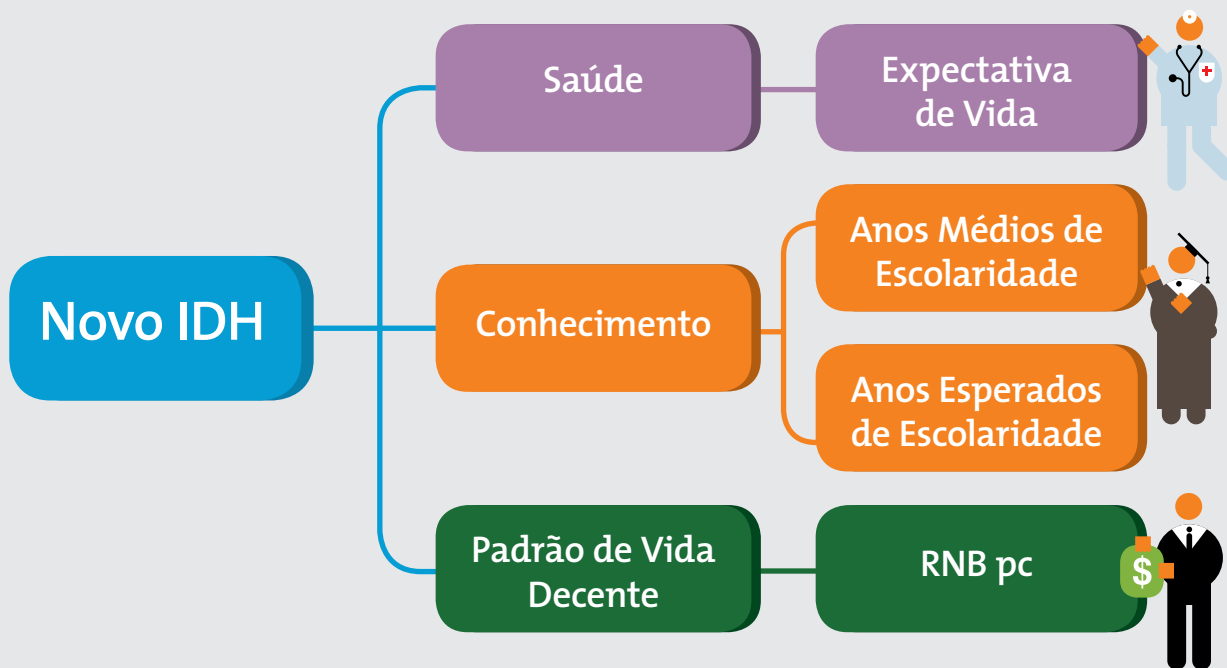 Novo IDH
Saúde
Expectativa
de Vida
Conhecimento
Anos Médios de
Escolaridade
Anos Esperados
de Escolaridade
Padrão de Vida
Decente
RNB pc
$